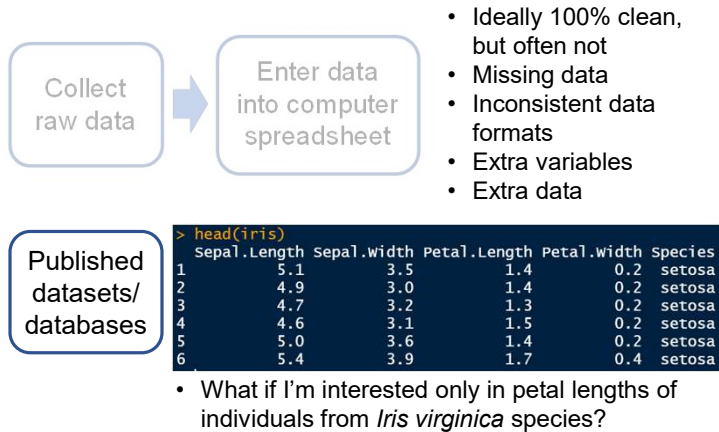 Collect
raw data
Enter data
into computer
spreadsheet
• Ideally 100% clean,
but often not
• Missing data
• Inconsistent data
formats
• Extra variables
• Extra data
Published
datasets/
databases
> head(iris)
Sepal.Length Sepal.Width Petal.Length Petal.Width Species
1 5.1 3.5 1.4 0.2 setosa
2 4.9 3.0 1.4 0.2 setosa
3 4.7 3.2 1.3 0.2 setosa
4 4.6 3.1 1.5 0.2 setosa
5 5.0 3.6 1.4 0.2 setosa
6 5.4 3.9 1.7 0.4 setosa
• What if I'm interested only in petal lengths of
individuals from Iris virginica species?